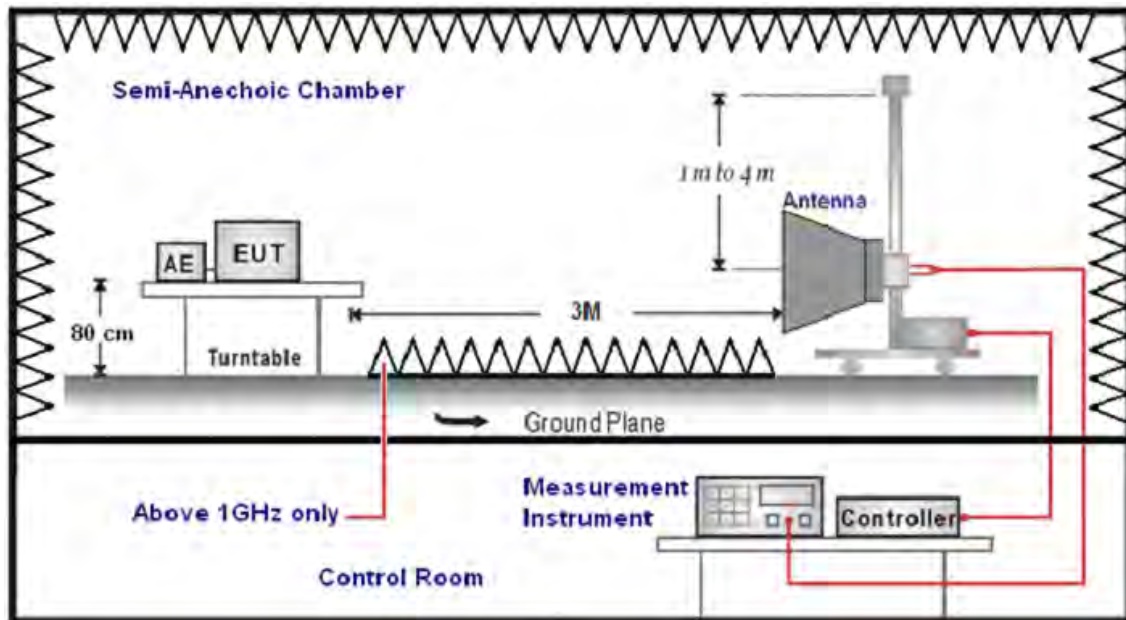 Semi-Anechoic Chamber
1 m to 4 m
Antenna
AE
EUT
3M
80 cm
Turntable
Ground Plane
Above 1GHz only
Measurement
Instrument
Controller
Control Room